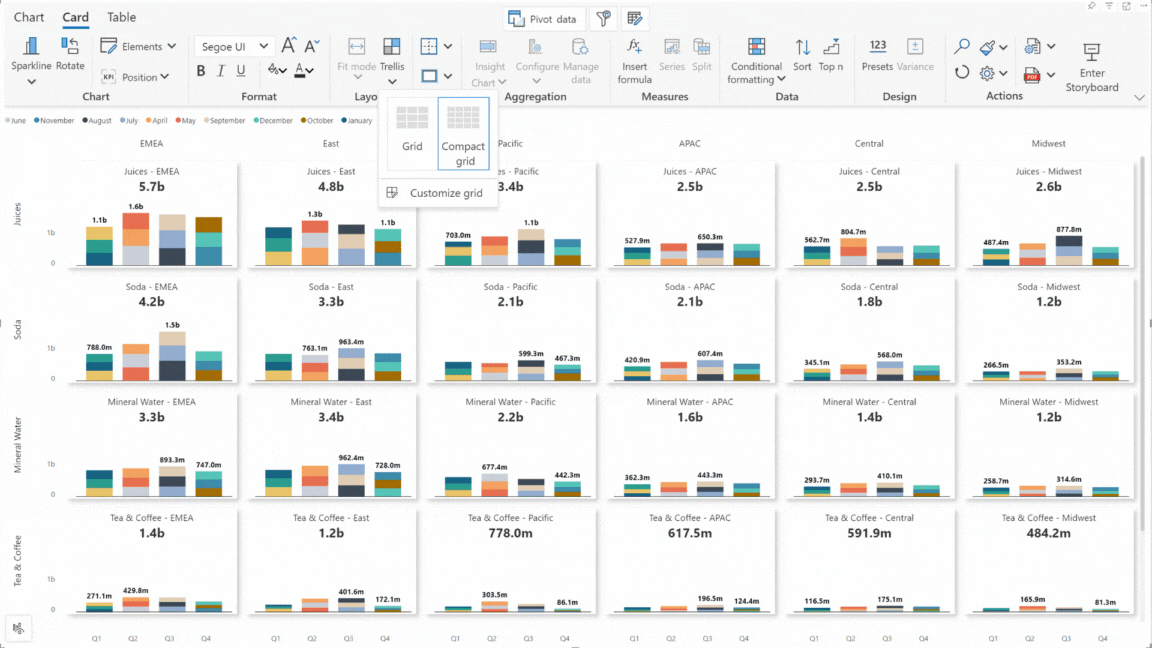 Chart Card Table
Pivot data
Sparkline Rotate
Elements
KPI Position
Chart
Segoe UI A A
B I U A
Format
Fit mode Trellis
Layo
Insight Chart Configure Manage data
Aggregation
fx Insert formula Series Split
Measures
Conditional formatting Sort Top n
Data
123 Presets Variance
Design
PDF
Actions
Enter Storyboard
Grid Compact grid
Customize grid
June November August July April May September December October January
EMEA East Pacific APAC Central Midwest
Juices
1b
0
Juices - EMEA
5.7b
1.1b 1.6b
Juices - East
4.8b
1.3b 1.1b
s - Pacific
3.4b
703.0m 1.1b
Juices - APAC
2.5b
527.9m 650.3m
Juices - Central
2.5b
562.7m 804.7m
Juices - Midwest
2.6b
487.4m 877.8m
Soda
1b
0
Soda - EMEA
4.2b
788.0m 1.5b
Soda - East
3.3b
763.1m 963.4m
Soda - Pacific
2.1b
599.3m 467.3m
Soda - APAC
2.1b
420.9m 607.4m
Soda - Central
1.8b
345.1m 568.0m
Soda - Midwest
1.2b
266.5m 353.2m
Mineral Water
1b
0
Mineral Water - EMEA
3.3b
893.3m 747.0m
Mineral Water - East
3.4b
962.4m 728.0m
Mineral Water - Pacific
2.2b
677.4m 442.3m
Mineral Water - APAC
1.6b
362.3m 443.3m
Mineral Water - Central
1.4b
293.7m 410.1m
Mineral Water - Midwest
1.2b
258.7m 314.6m
Tea & Coffee
1b
0
Tea & Coffee - EMEA
1.4b
271.1m 429.8m
Tea & Coffee - East
1.2b
401.6m 172.1m
Tea & Coffee - Pacific
778.0m
303.5m 86.1m
Tea & Coffee - APAC
617.5m
196.5m 124.4m
Tea & Coffee - Central
591.9m
116.5m 175.1m
Tea & Coffee - Midwest
484.2m
165.9m 81.3m
Q1 Q2 Q3 Q4 Q1 Q2 Q3 Q4 Q1 Q2 Q3 Q4 Q1 Q2 Q3 Q4 Q1 Q2 Q3 Q4 Q1 Q2 Q3 Q4